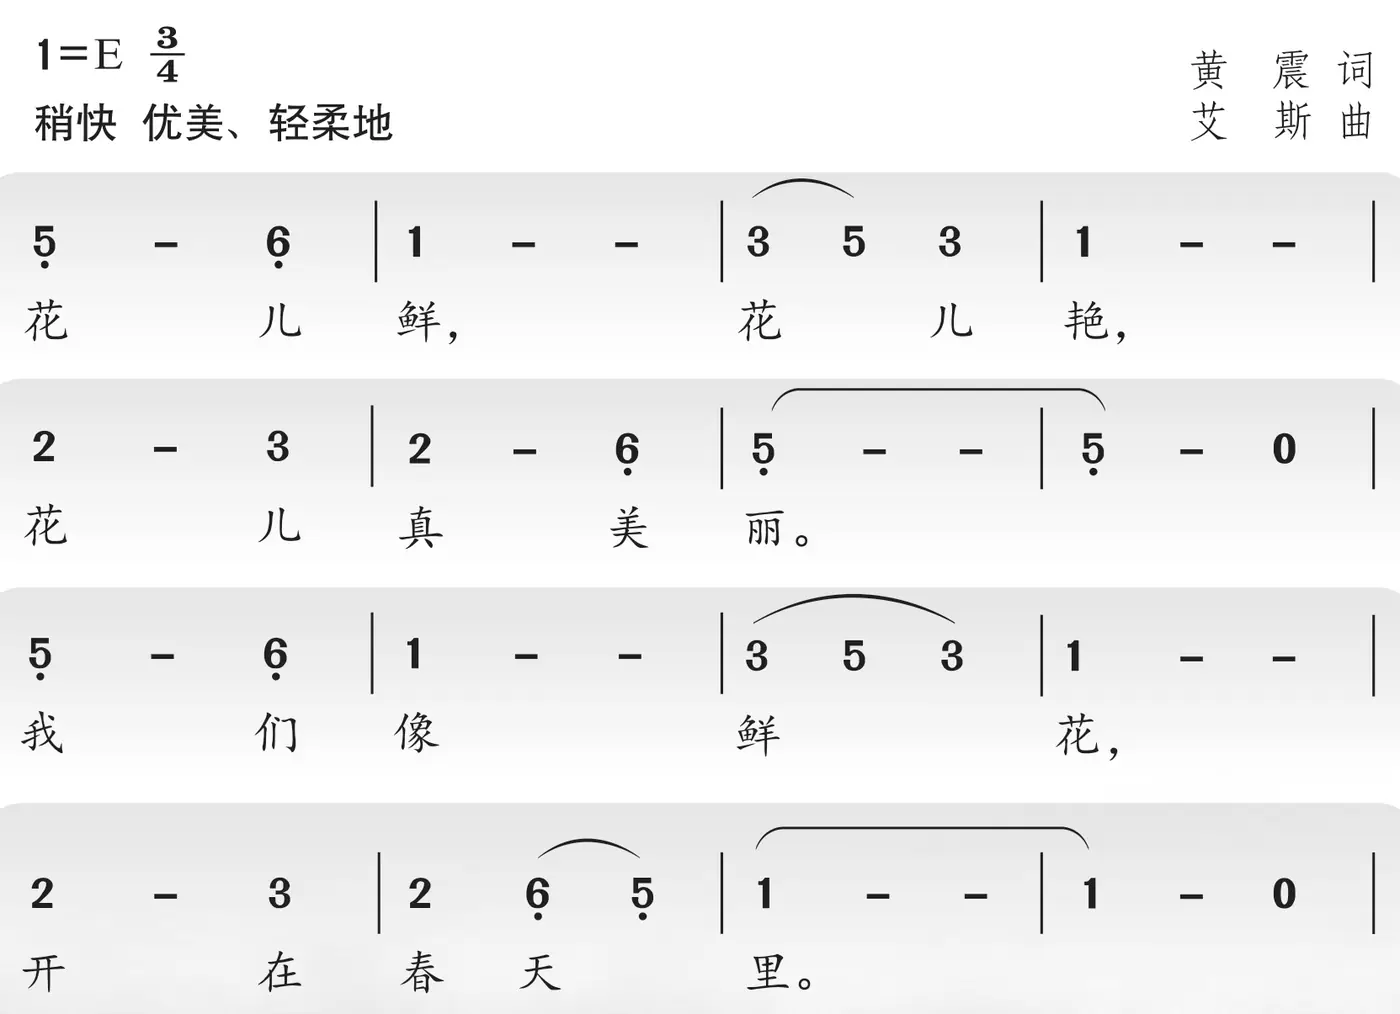 1=E 3/4
黄 震 词
稍快 优美、轻柔地
艾 斯 曲
5̣ – 6̣ | 1 – – | 3 5 3 | 1 – – |
花 儿 鲜, 花 儿 艳,
2 – 3 | 2 – 6̣ | 5̣ – – | 5̣ – 0 |
花 儿 真 美 丽。
5̣ – 6̣ | 1 – – | 3 5 3 | 1 – – |
我 们 像 鲜 花,
2 – 3 | 2 6̣ 5̣ | 1 – – | 1 – 0 |
开 在 春 天 里。